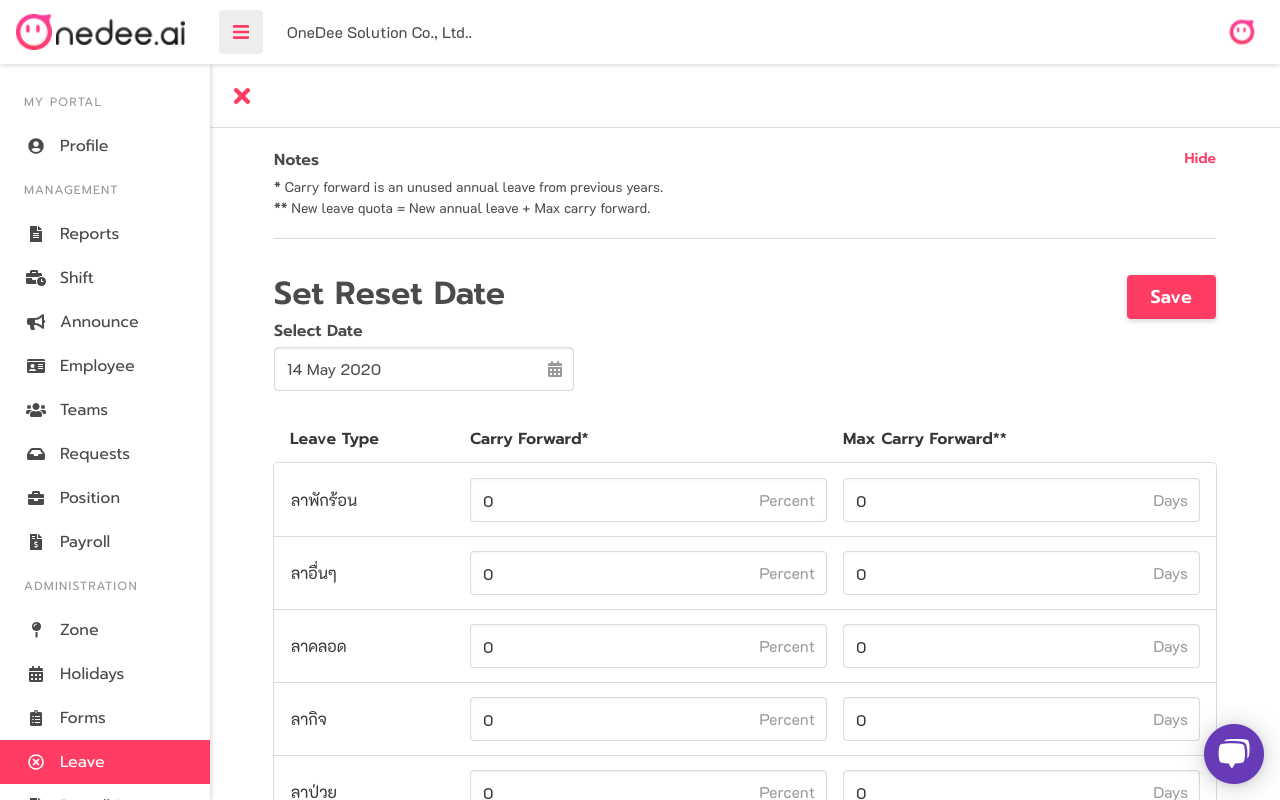 Onedee.ai
OneDee Solution Co., Ltd..
MY PORTAL
Profile
MANAGEMENT
Reports
Shift
Announce
Employee
Teams
Requests
Position
Payroll
ADMINISTRATION
Zone
Holidays
Forms
Leave
Notes
Hide
* Carry forward is an unused annual leave from previous years.
** New leave quota = New annual leave + Max carry forward.
Set Reset Date
Save
Select Date
14 May 2020
Leave Type Carry Forward* Max Carry Forward**
ลาพักร้อน 0 Percent 0 Days
ลาอื่นๆ 0 Percent 0 Days
ลาคลอด 0 Percent 0 Days
ลากิจ 0 Percent 0 Days
ลาป่วย 0 Percent 0 Days